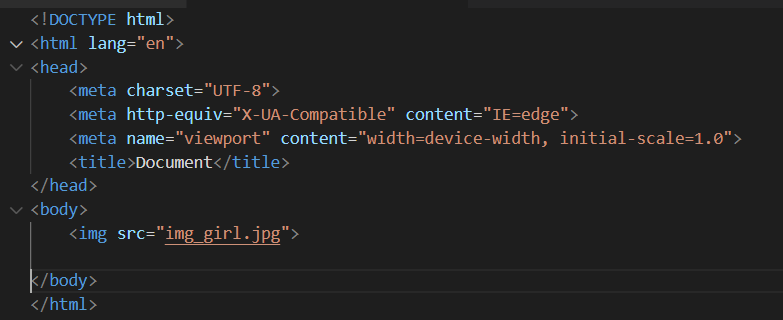 <!DOCTYPE html>
<html lang="en">
<head>
    <meta charset="UTF-8">
    <meta http-equiv="X-UA-Compatible" content="IE=edge">
    <meta name="viewport" content="width=device-width, initial-scale=1.0">
    <title>Document</title>
</head>
<body>
    <img src="img_girl.jpg">

</body>
</html>